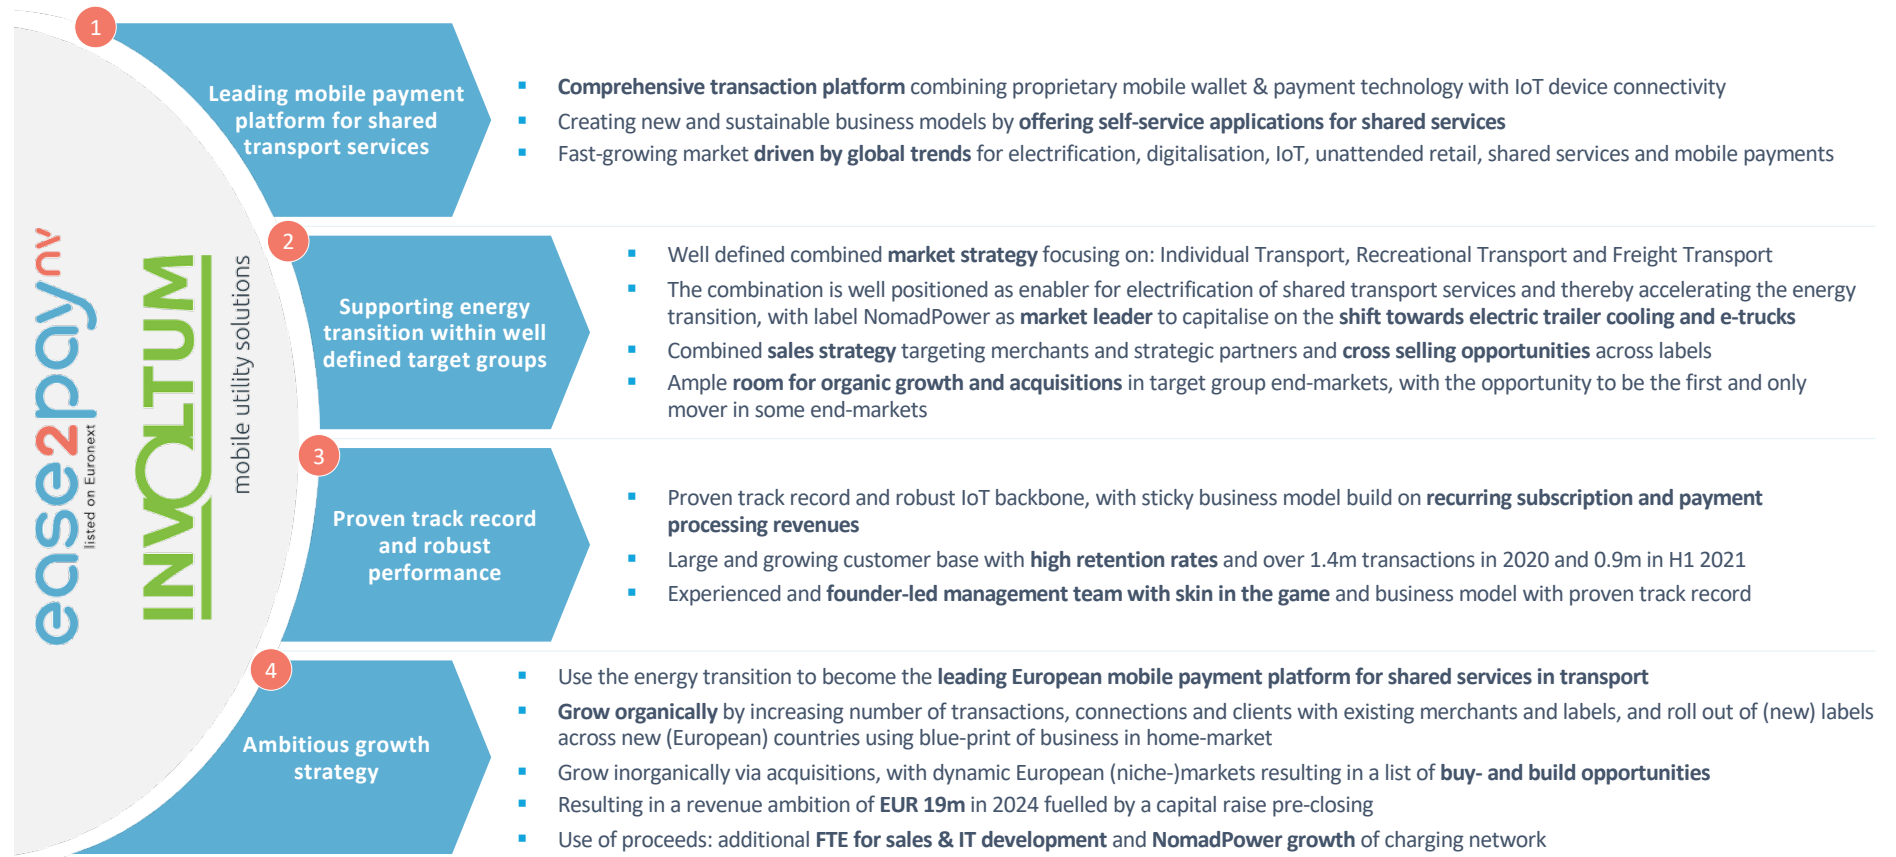 ease2paynv
listed on Euronext
INVOLTUM
mobile utility solutions
1
Leading mobile payment
platform for shared
transport services
▪ Comprehensive transaction platform combining proprietary mobile wallet & payment technology with IoT device connectivity
▪ Creating new and sustainable business models by offering self-service applications for shared services
▪ Fast-growing market driven by global trends for electrification, digitalisation, IoT, unattended retail, shared services and mobile payments
2
Supporting energy
transition within well
defined target groups
▪ Well defined combined market strategy focusing on: Individual Transport, Recreational Transport and Freight Transport
▪ The combination is well positioned as enabler for electrification of shared transport services and thereby accelerating the energy
transition, with label NomadPower as market leader to capitalise on the shift towards electric trailer cooling and e-trucks
▪ Combined sales strategy targeting merchants and strategic partners and cross selling opportunities across labels
▪ Ample room for organic growth and acquisitions in target group end-markets, with the opportunity to be the first and only
mover in some end-markets
3
Proven track record
and robust
performance
▪ Proven track record and robust IoT backbone, with sticky business model build on recurring subscription and payment
processing revenues
▪ Large and growing customer base with high retention rates and over 1.4m transactions in 2020 and 0.9m in H1 2021
▪ Experienced and founder-led management team with skin in the game and business model with proven track record
4
Ambitious growth
strategy
▪ Use the energy transition to become the leading European mobile payment platform for shared services in transport
▪ Grow organically by increasing number of transactions, connections and clients with existing merchants and labels, and roll out of (new) labels
across new (European) countries using blue-print of business in home-market
▪ Grow inorganically via acquisitions, with dynamic European (niche-)markets resulting in a list of buy- and build opportunities
▪ Resulting in a revenue ambition of EUR 19m in 2024 fuelled by a capital raise pre-closing
▪ Use of proceeds: additional FTE for sales & IT development and NomadPower growth of charging network